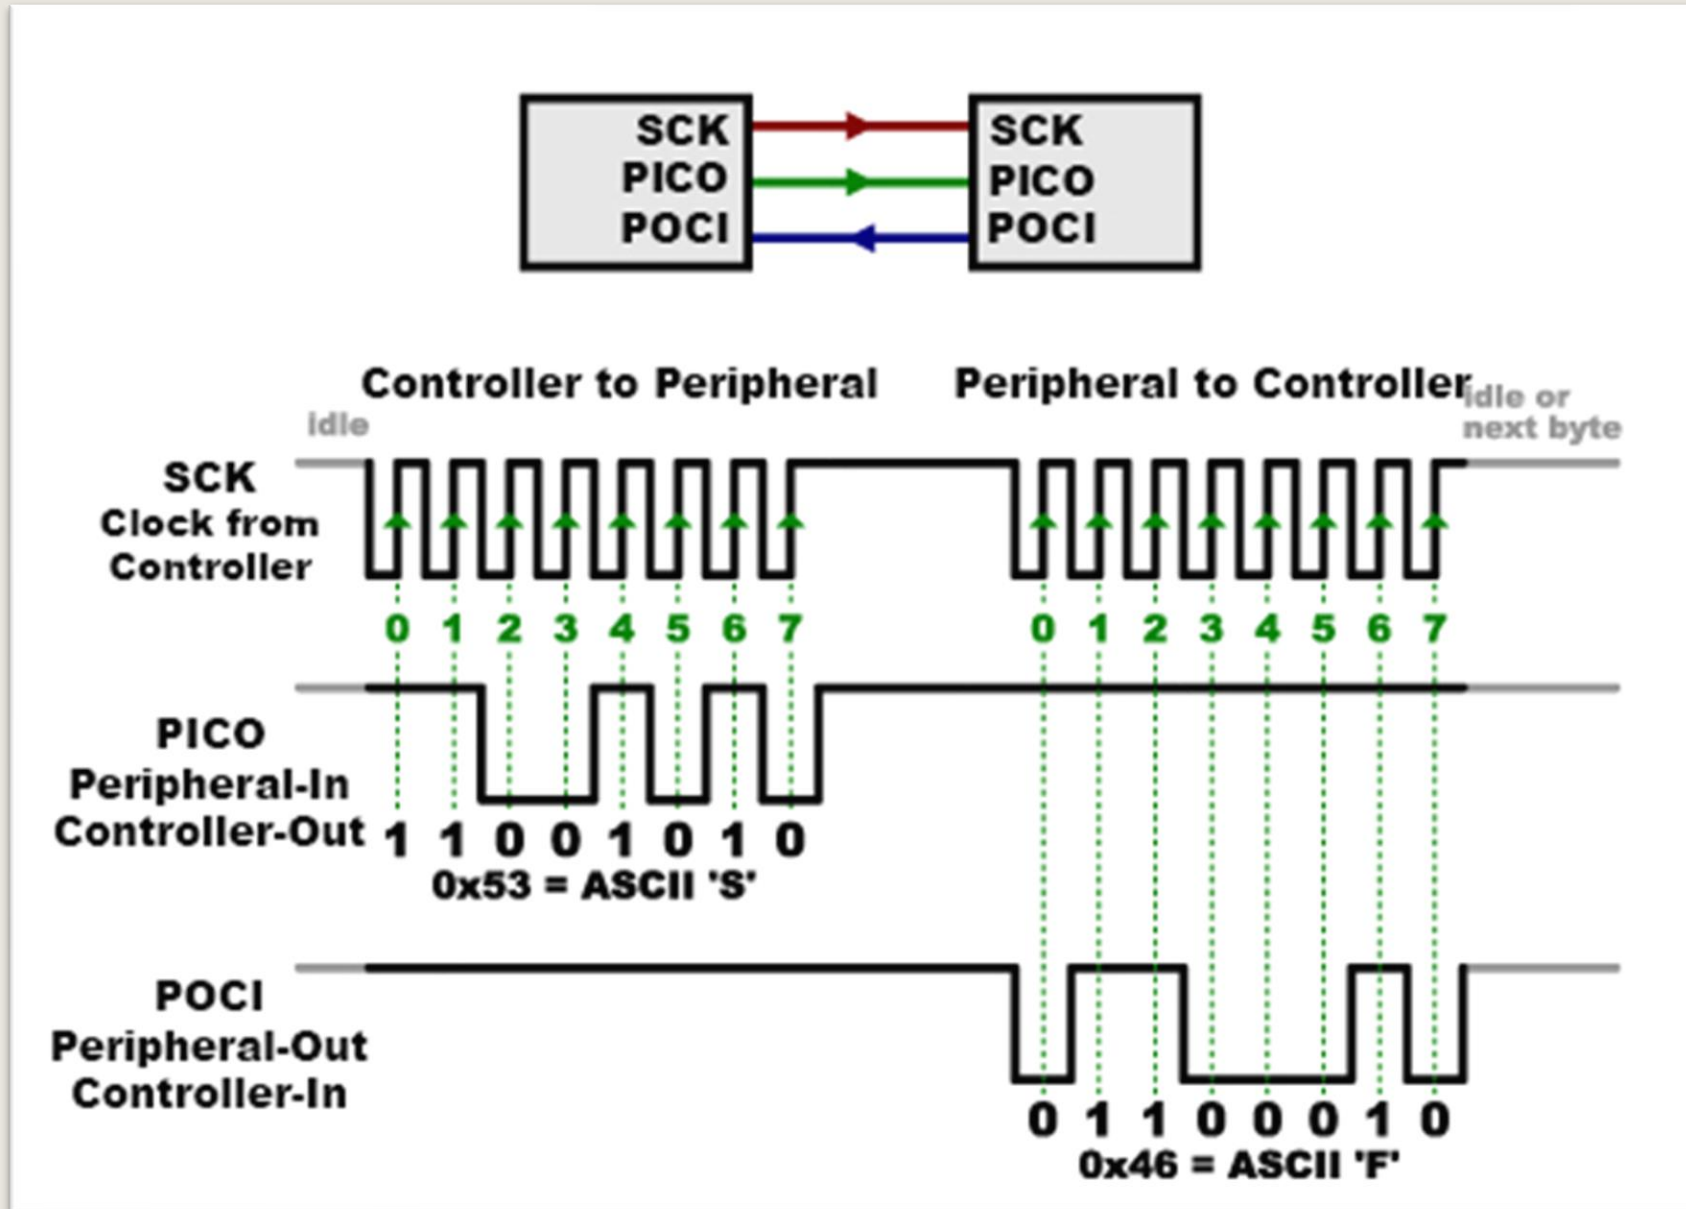 SCK
PICO
POCI
SCK
PICO
POCI
Controller to Peripheral
Peripheral to Controller
idle
idle or
next byte
SCK
Clock from
Controller
0 1 2 3 4 5 6 7
0 1 2 3 4 5 6 7
PICO
Peripheral-In
Controller-Out
1 1 0 0 1 0 1 0
0x53 = ASCII 'S'
POCI
Peripheral-Out
Controller-In
0 1 1 0 0 0 1 0
0x46 = ASCII 'F'